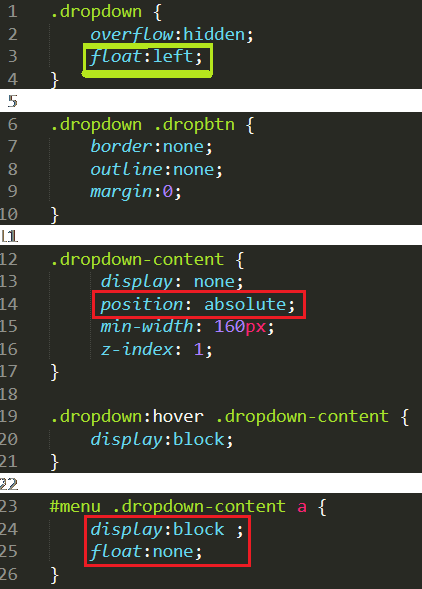 1 .dropdown {
2 overflow:hidden;
3 float:left;
4 }
5
6 .dropdown .dropbtn {
7 border:none;
8 outline:none;
9 margin:0;
10 }
11
12 .dropdown-content {
13 display: none;
14 position: absolute;
15 min-width: 160px;
16 z-index: 1;
17 }
18
19 .dropdown:hover .dropdown-content {
20 display:block;
21 }
22
23 #menu .dropdown-content a {
24 display:block ;
25 float:none;
26 }